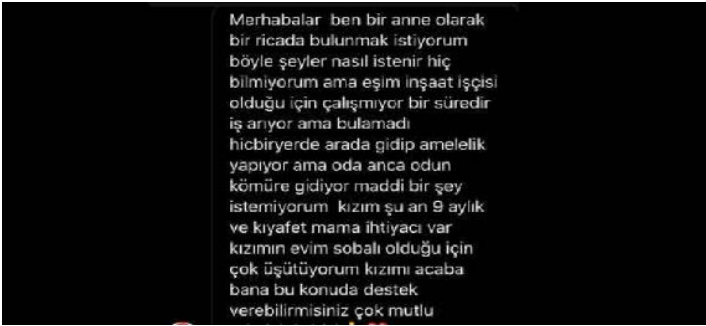 Merhabalar ben bir anne olarak
bir ricada bulunmak istiyorum
böyle şeyler nasıl istenir hiç
bilmiyorum ama eşim inşaat işçisi
olduğu için çalışmıyor bir süredir
iş arıyor ama bulamadı
hicbiryerde arada gidip amelelik
yapıyor ama oda anca odun
kömüre gidiyor maddi bir şey
istemiyorum kızım şu an 9 aylık
ve kıyafet mama ihtiyacı var
kızımın evim sobalı olduğu için
çok üşütüyorum kızımı acaba
bana bu konuda destek
verebilirmisiniz çok mutlu